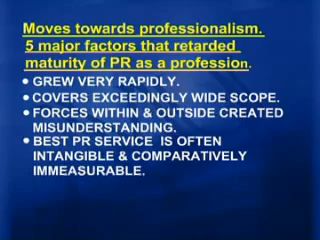 Moves towards professionalism.
5 major factors that retarded
maturity of PR as a profession.
• GREW VERY RAPIDLY.
• COVERS EXCEEDINGLY WIDE SCOPE.
• FORCES WITHIN & OUTSIDE CREATED
MISUNDERSTANDING.
• BEST PR SERVICE IS OFTEN
INTANGIBLE & COMPARATIVELY
IMMEASURABLE.